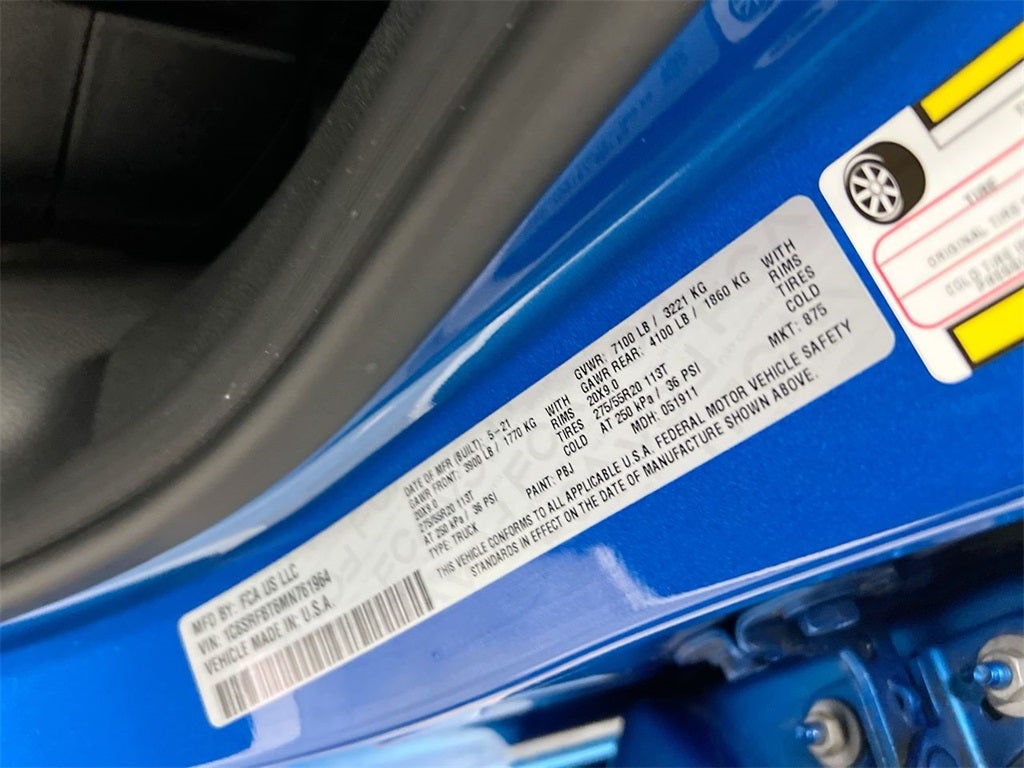 MFD BY: FCA US LLC
DATE OF MFR (BUILT): 5-21
GVWR: 7100 LB / 3221 KG
GAWR FRONT: 3900 LB / 1770 KG WITH
GAWR REAR: 4100 LB / 1860 KG WITH
20X9.0 RIMS
20X9.0 RIMS
275/55R20 113T TIRES
275/55R20 113T TIRES
AT 250 kPa / 36 PSI COLD
AT 250 kPa / 36 PSI COLD
VIN: 1C6SRFBT6MN761964
TYPE: TRUCK
PAINT: PBJ
MDH: 051911
MKT: 875
VEHICLE MADE IN: U.S.A.
THIS VEHICLE CONFORMS TO ALL APPLICABLE U.S.A. FEDERAL MOTOR VEHICLE SAFETY
STANDARDS IN EFFECT ON THE DATE OF MANUFACTURE SHOWN ABOVE.
TIRE
ORIGINAL TIRE
COLD TIRE